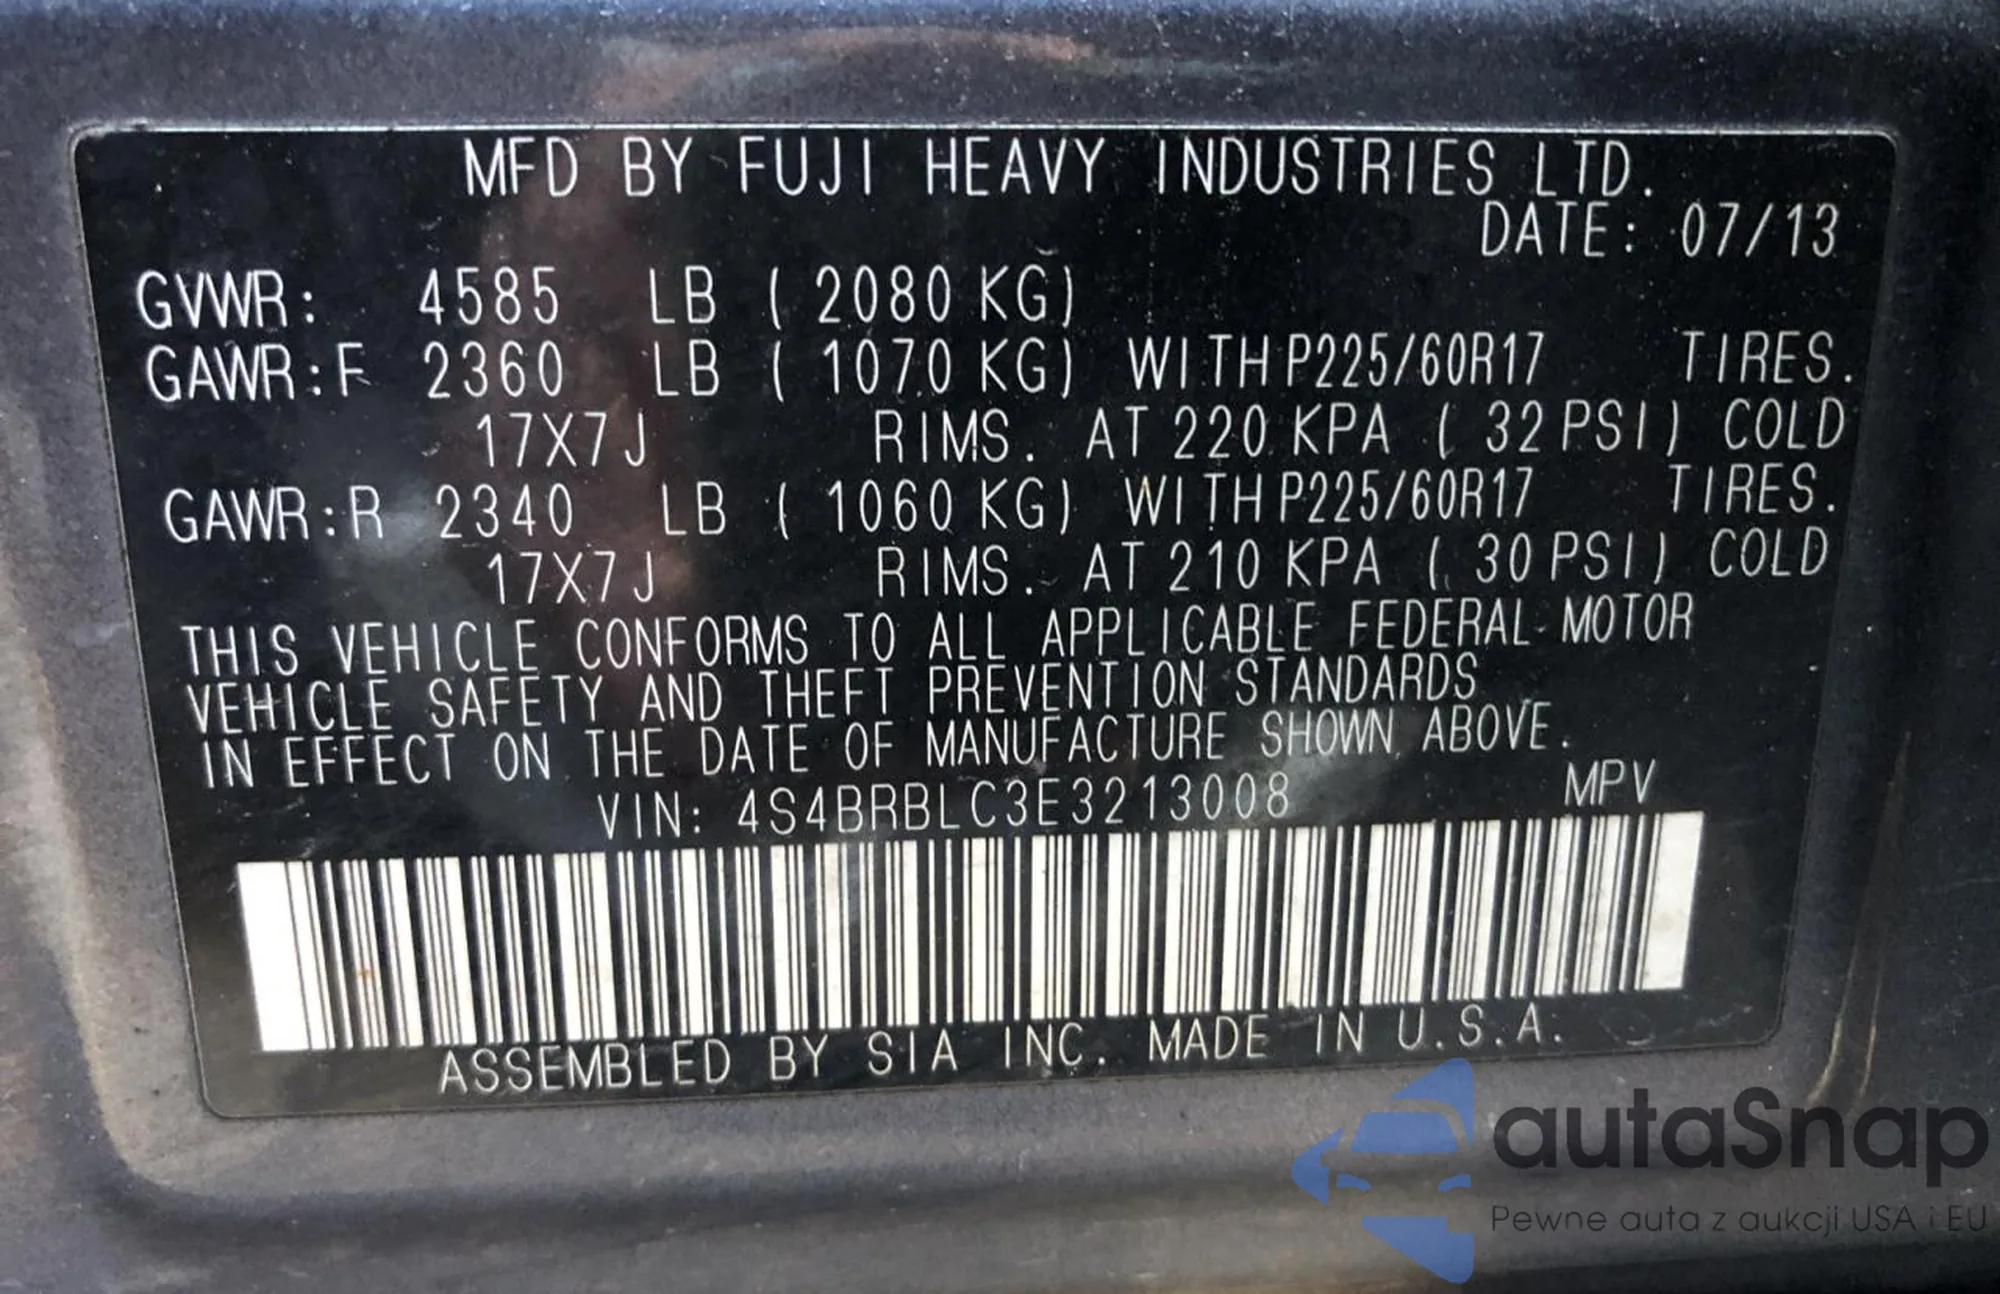 MFD BY FUJI HEAVY INDUSTRIES LTD.
DATE: 07/13
GVWR: 4585 LB ( 2080 KG)
GAWR:F 2360 LB ( 1070 KG) WITH P225/60R17 TIRES.
17X7J RIMS. AT 220 KPA ( 32 PSI) COLD
GAWR:R 2340 LB ( 1060 KG) WITH P225/60R17 TIRES.
17X7J RIMS. AT 210 KPA ( 30 PSI) COLD
THIS VEHICLE CONFORMS TO ALL APPLICABLE FEDERAL MOTOR
VEHICLE SAFETY AND THEFT PREVENTION STANDARDS
IN EFFECT ON THE DATE OF MANUFACTURE SHOWN ABOVE.
VIN: 4S4BRBLC3E3213008 MPV
ASSEMBLED BY SIA INC. MADE IN U.S.A.
autaSnap
Pewne auta z aukcji USA i EU